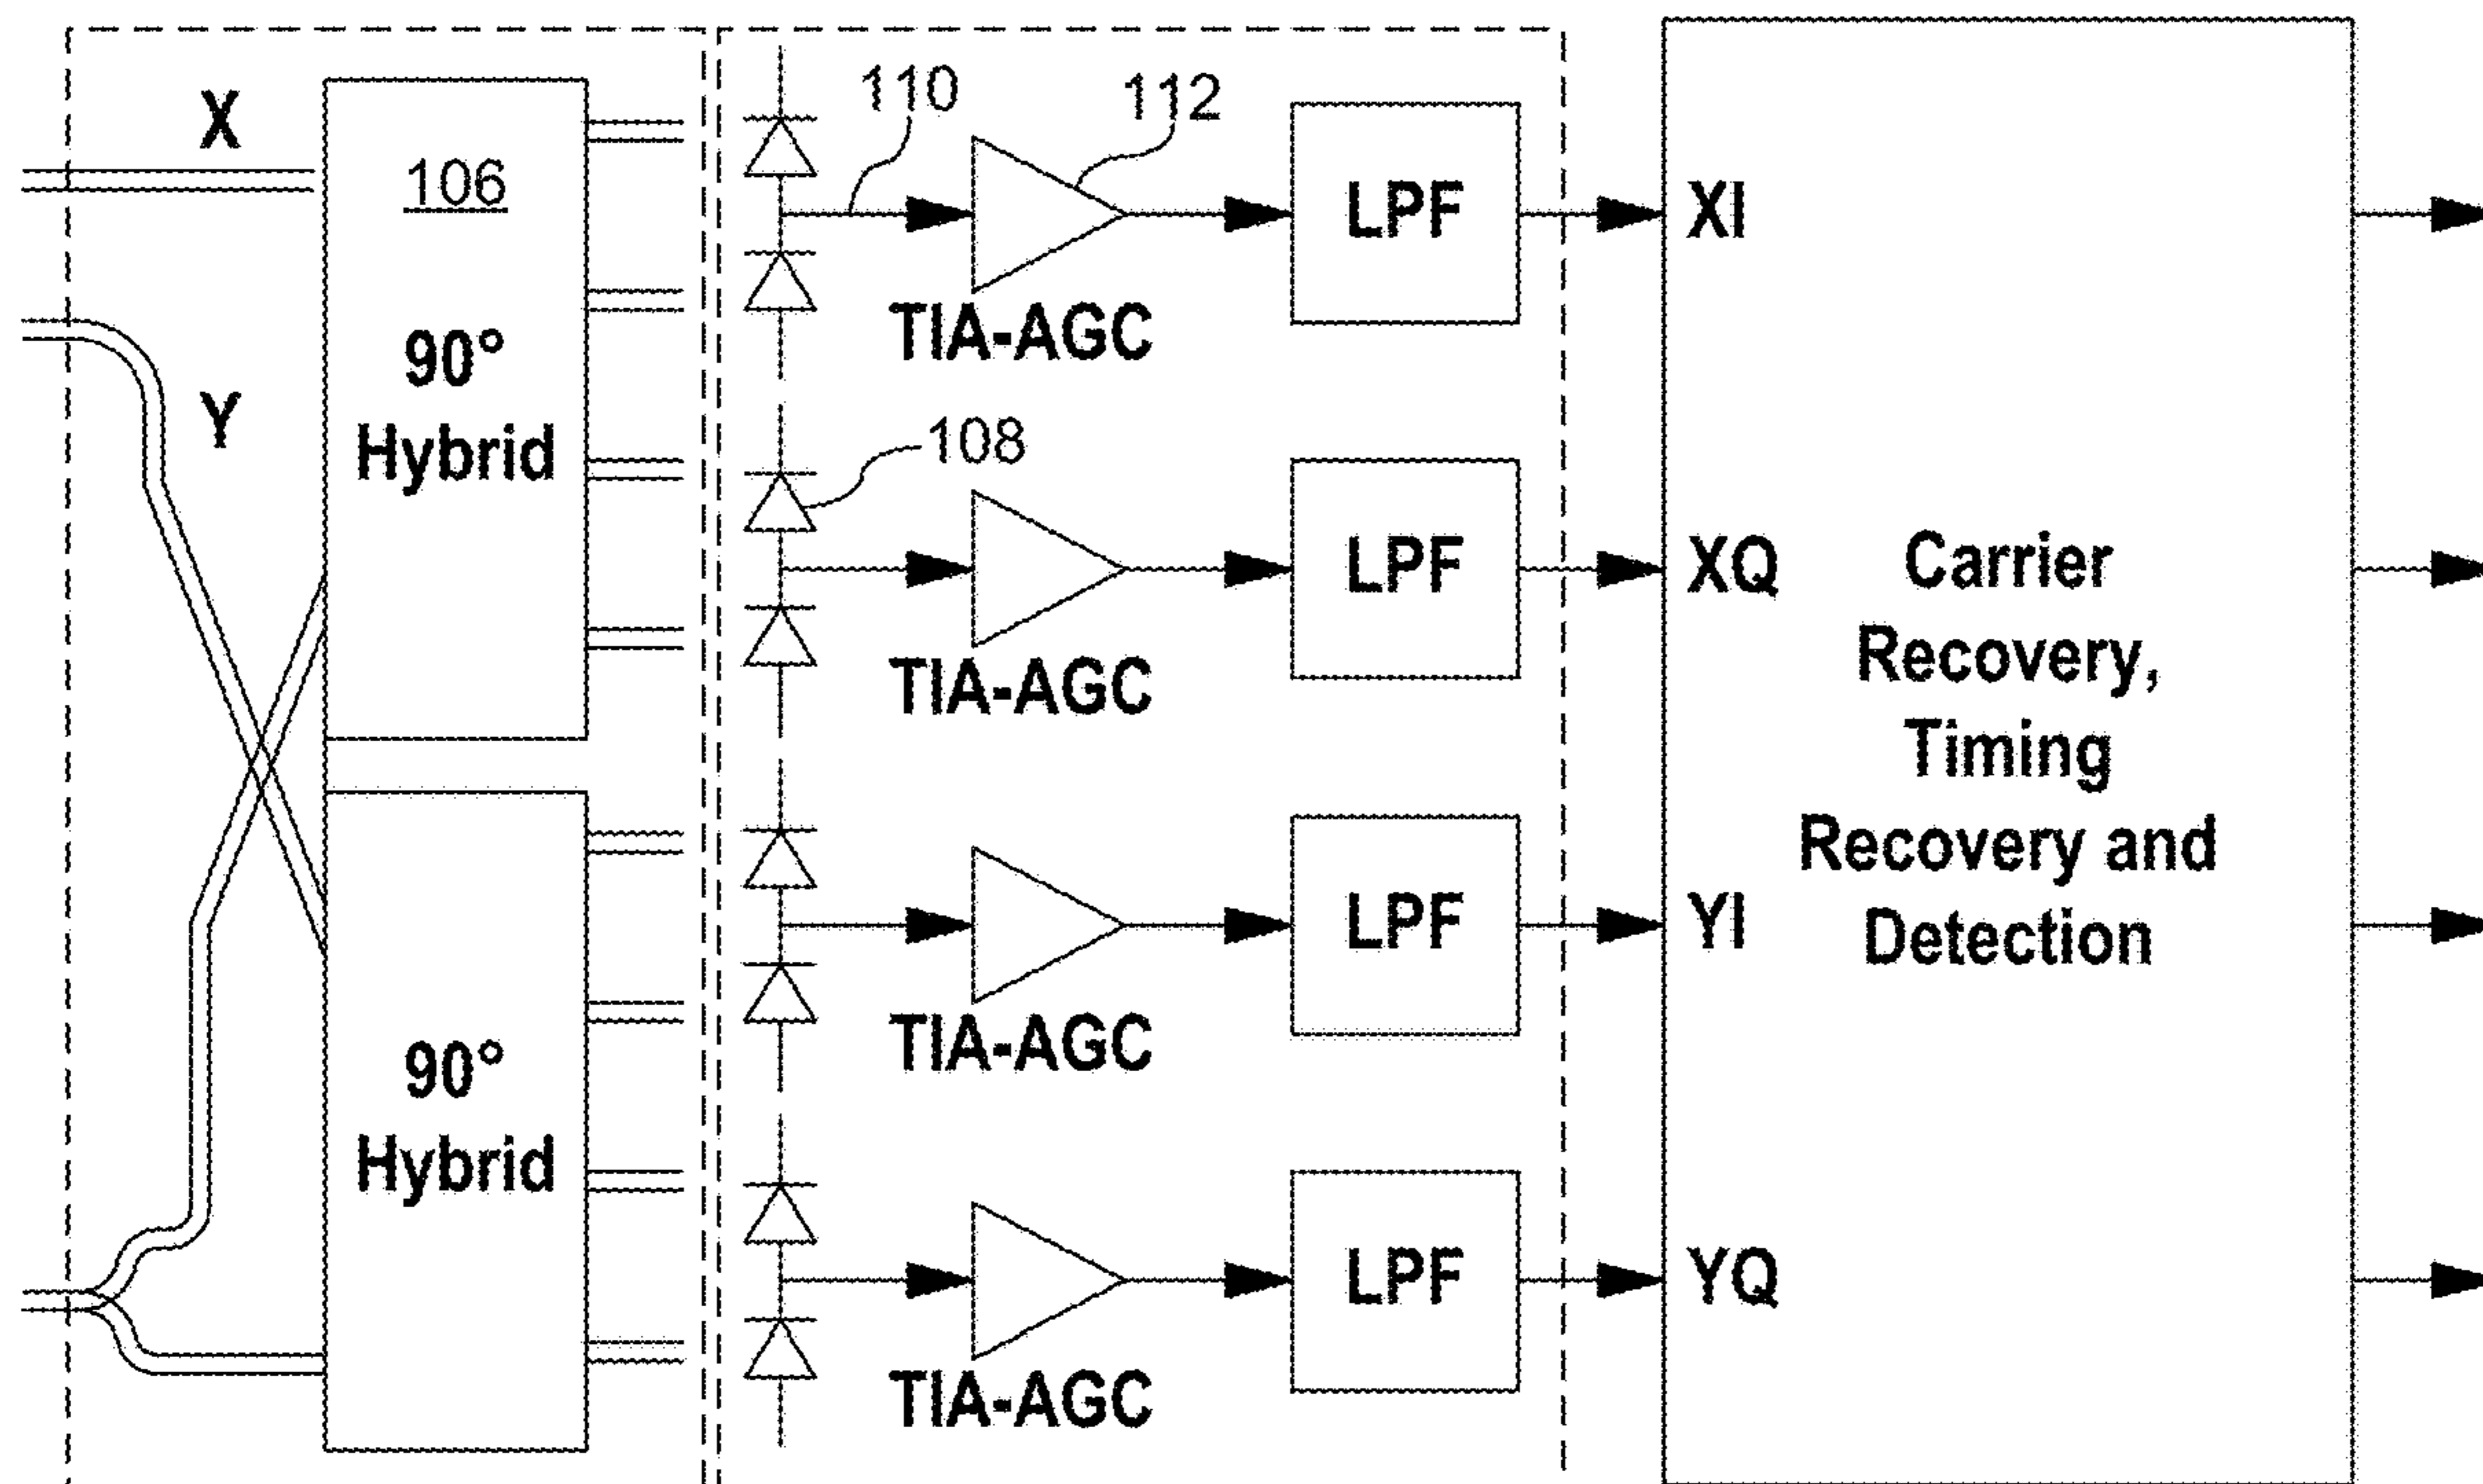 X
106
90°
Hybrid
Y
110
112
TIA-AGC
LPF
XI
108
TIA-AGC
LPF
XQ
90°
Hybrid
TIA-AGC
LPF
YI
TIA-AGC
LPF
YQ
Carrier
Recovery,
Timing
Recovery and
Detection